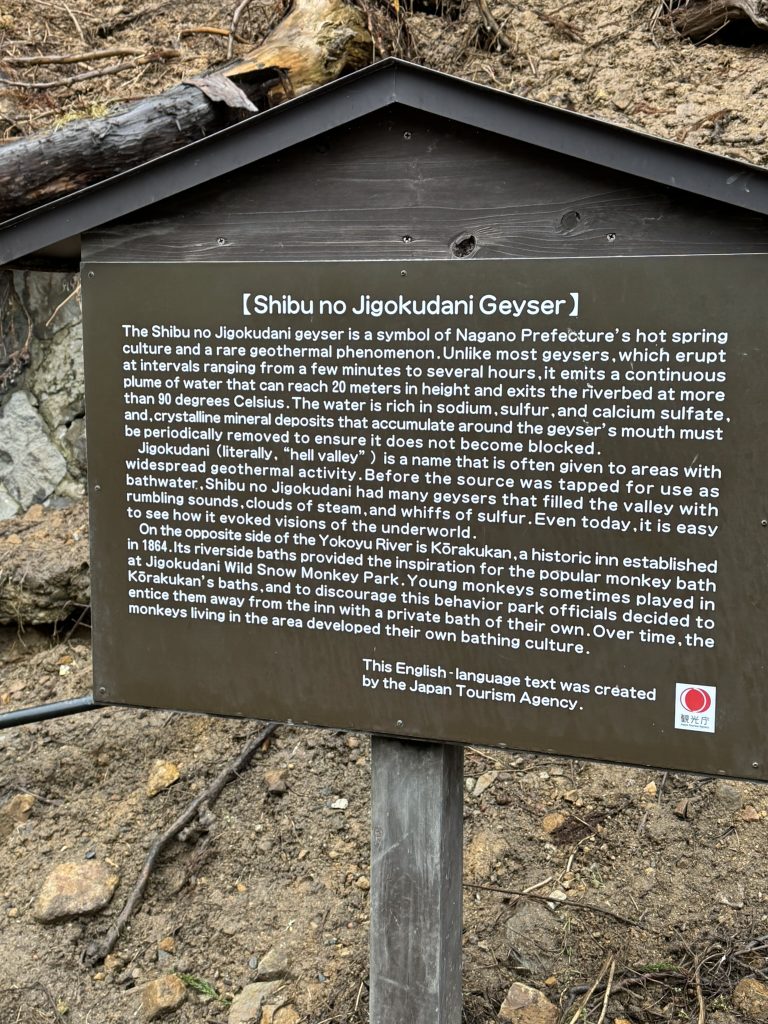 【Shibu no Jigokudani Geyser】
The Shibu no Jigokudani geyser is a symbol of Nagano Prefecture's hot spring
culture and a rare geothermal phenomenon. Unlike most geysers, which erupt
at intervals ranging from a few minutes to several hours, it emits a continuous
plume of water that can reach 20 meters in height and exits the riverbed at more
than 90 degrees Celsius. The water is rich in sodium, sulfur, and calcium sulfate,
and, crystalline mineral deposits that accumulate around the geyser's mouth must
be periodically removed to ensure it does not become blocked.
Jigokudani (literally, “hell valley”) is a name that is often given to areas with
widespread geothermal activity. Before the source was tapped for use as
bathwater, Shibu no Jigokudani had many geysers that filled the valley with
rumbling sounds, clouds of steam, and whiffs of sulfur. Even today, it is easy
to see how it evoked visions of the underworld.
On the opposite side of the Yokoyu River is Kōrakukan, a historic inn established
in 1864. Its riverside baths provided the inspiration for the popular monkey bath
at Jigokudani Wild Snow Monkey Park. Young monkeys sometimes played in
Kōrakukan's baths, and to discourage this behavior park officials decided to
entice them away from the inn with a private bath of their own. Over time, the
monkeys living in the area developed their own bathing culture.
This English-language text was created
by the Japan Tourism Agency.
観光庁